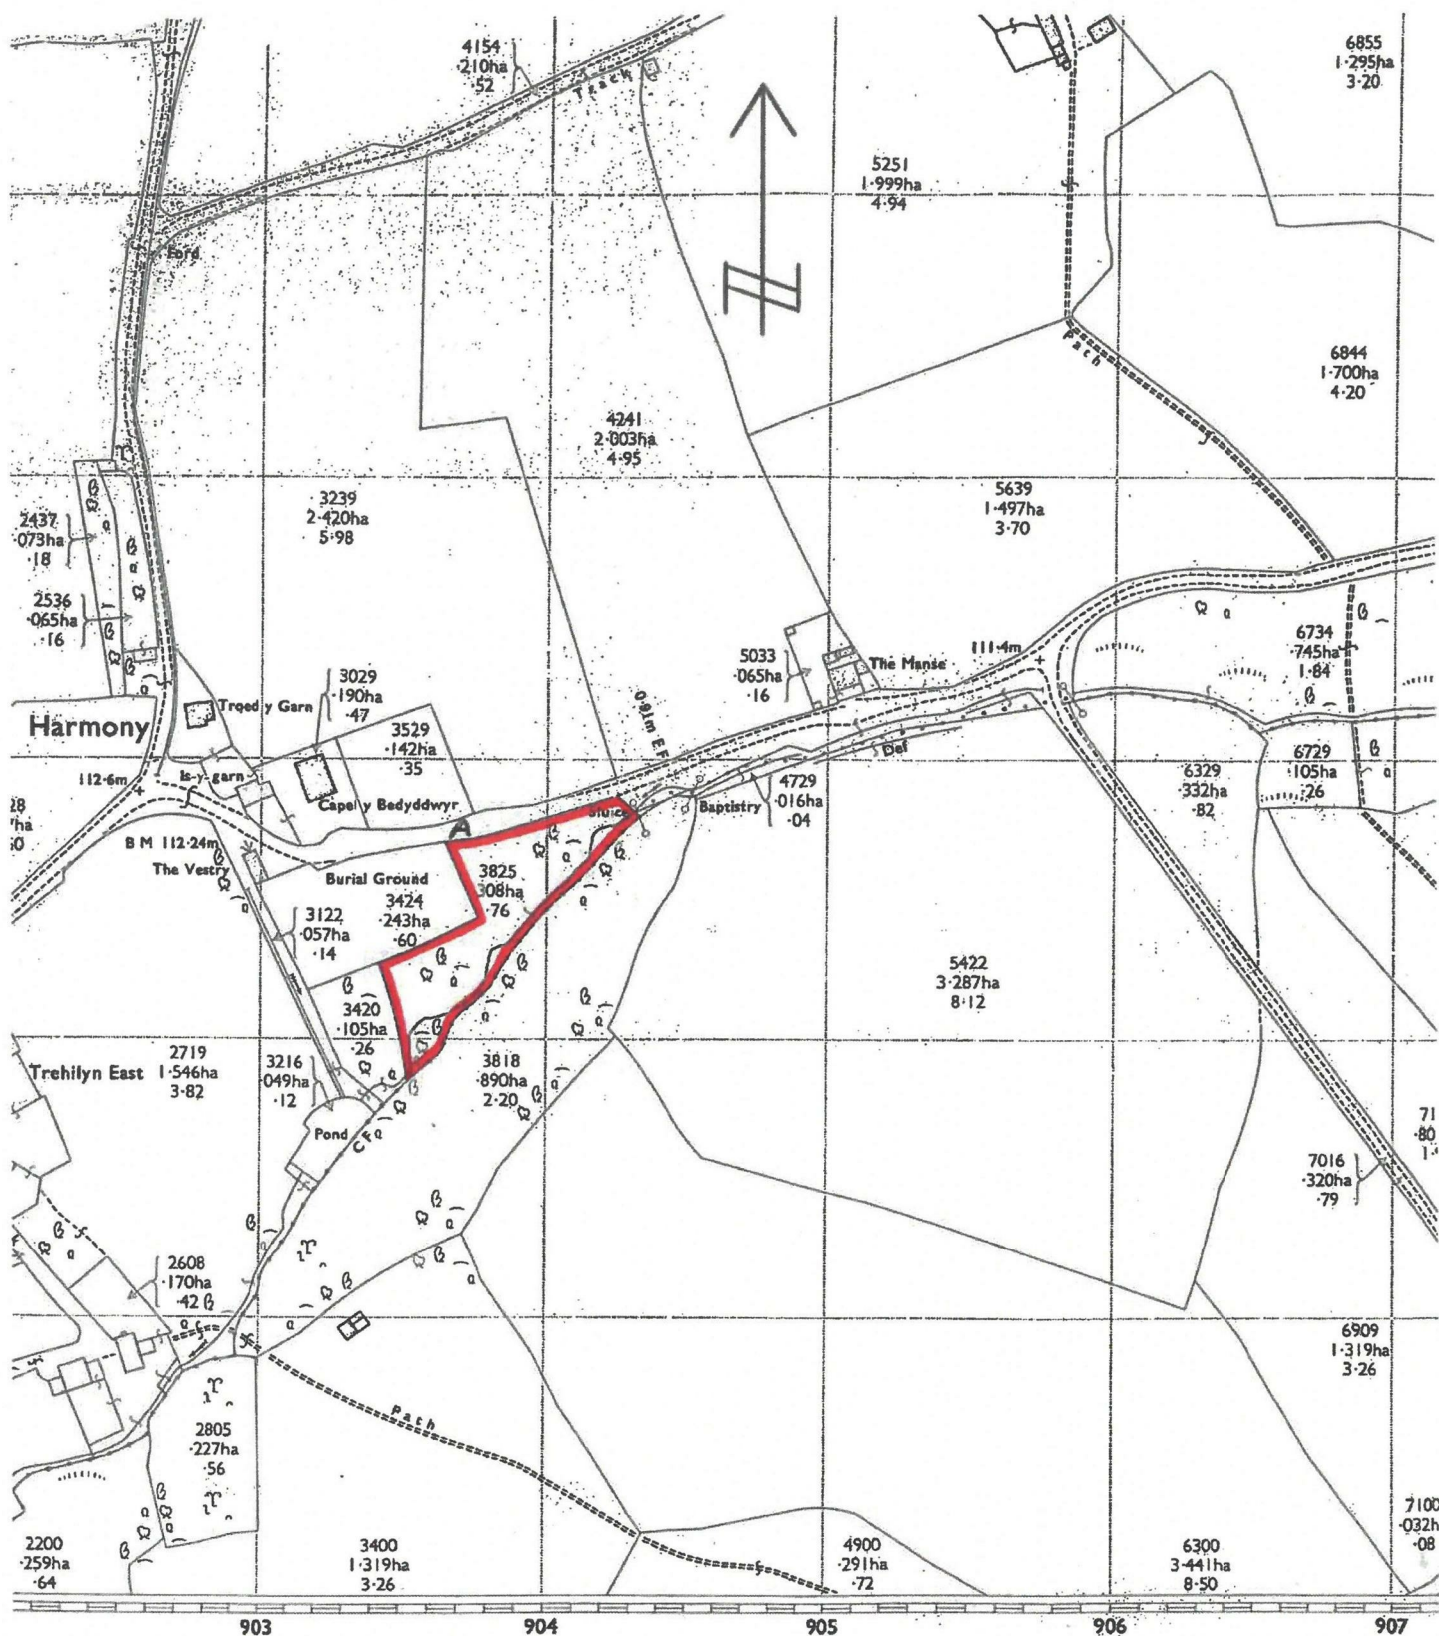 4154
·210ha
·52
Track
6855
1·295ha
3·20
5251
1·999ha
4·94
Ford
Path
6844
1·700ha
4·20
4241
2·003ha
4·95
3239
2·420ha
5·98
5639
1·497ha
3·70
2437
·073ha
·18
2536
·065ha
·16
6734
·745ha
1·84
111·4m
5033
·065ha
·16
The Manse
3029
·190ha
·47
Troed y Garn
Harmony
3529
·142ha
·35
0·91m
Def
6729
·105ha
·26
6329
·332ha
·82
112·6m
Is-y-garn
Capel y Bedyddwyr
4729
·016ha
·04
Baptistry
Sluice
A
B M 112·24m
The Vestry
Burial Ground
3424
·243ha
·60
3825
308ha
·76
3122
·057ha
·14
5422
3·287ha
8·12
3420
·105ha
·26
Trehilyn East
2719
1·546ha
3·82
3216
·049ha
·12
3818
·890ha
2·20
Pond
C F
7016
·320ha
·79
2608
·170ha
·42
6909
1·319ha
3·26
Path
2805
·227ha
·56
2200
·259ha
·64
3400
1·319ha
3·26
4900
·291ha
·72
6300
3·441ha
8·50
7100
·032h
·08
903
904
905
906
907